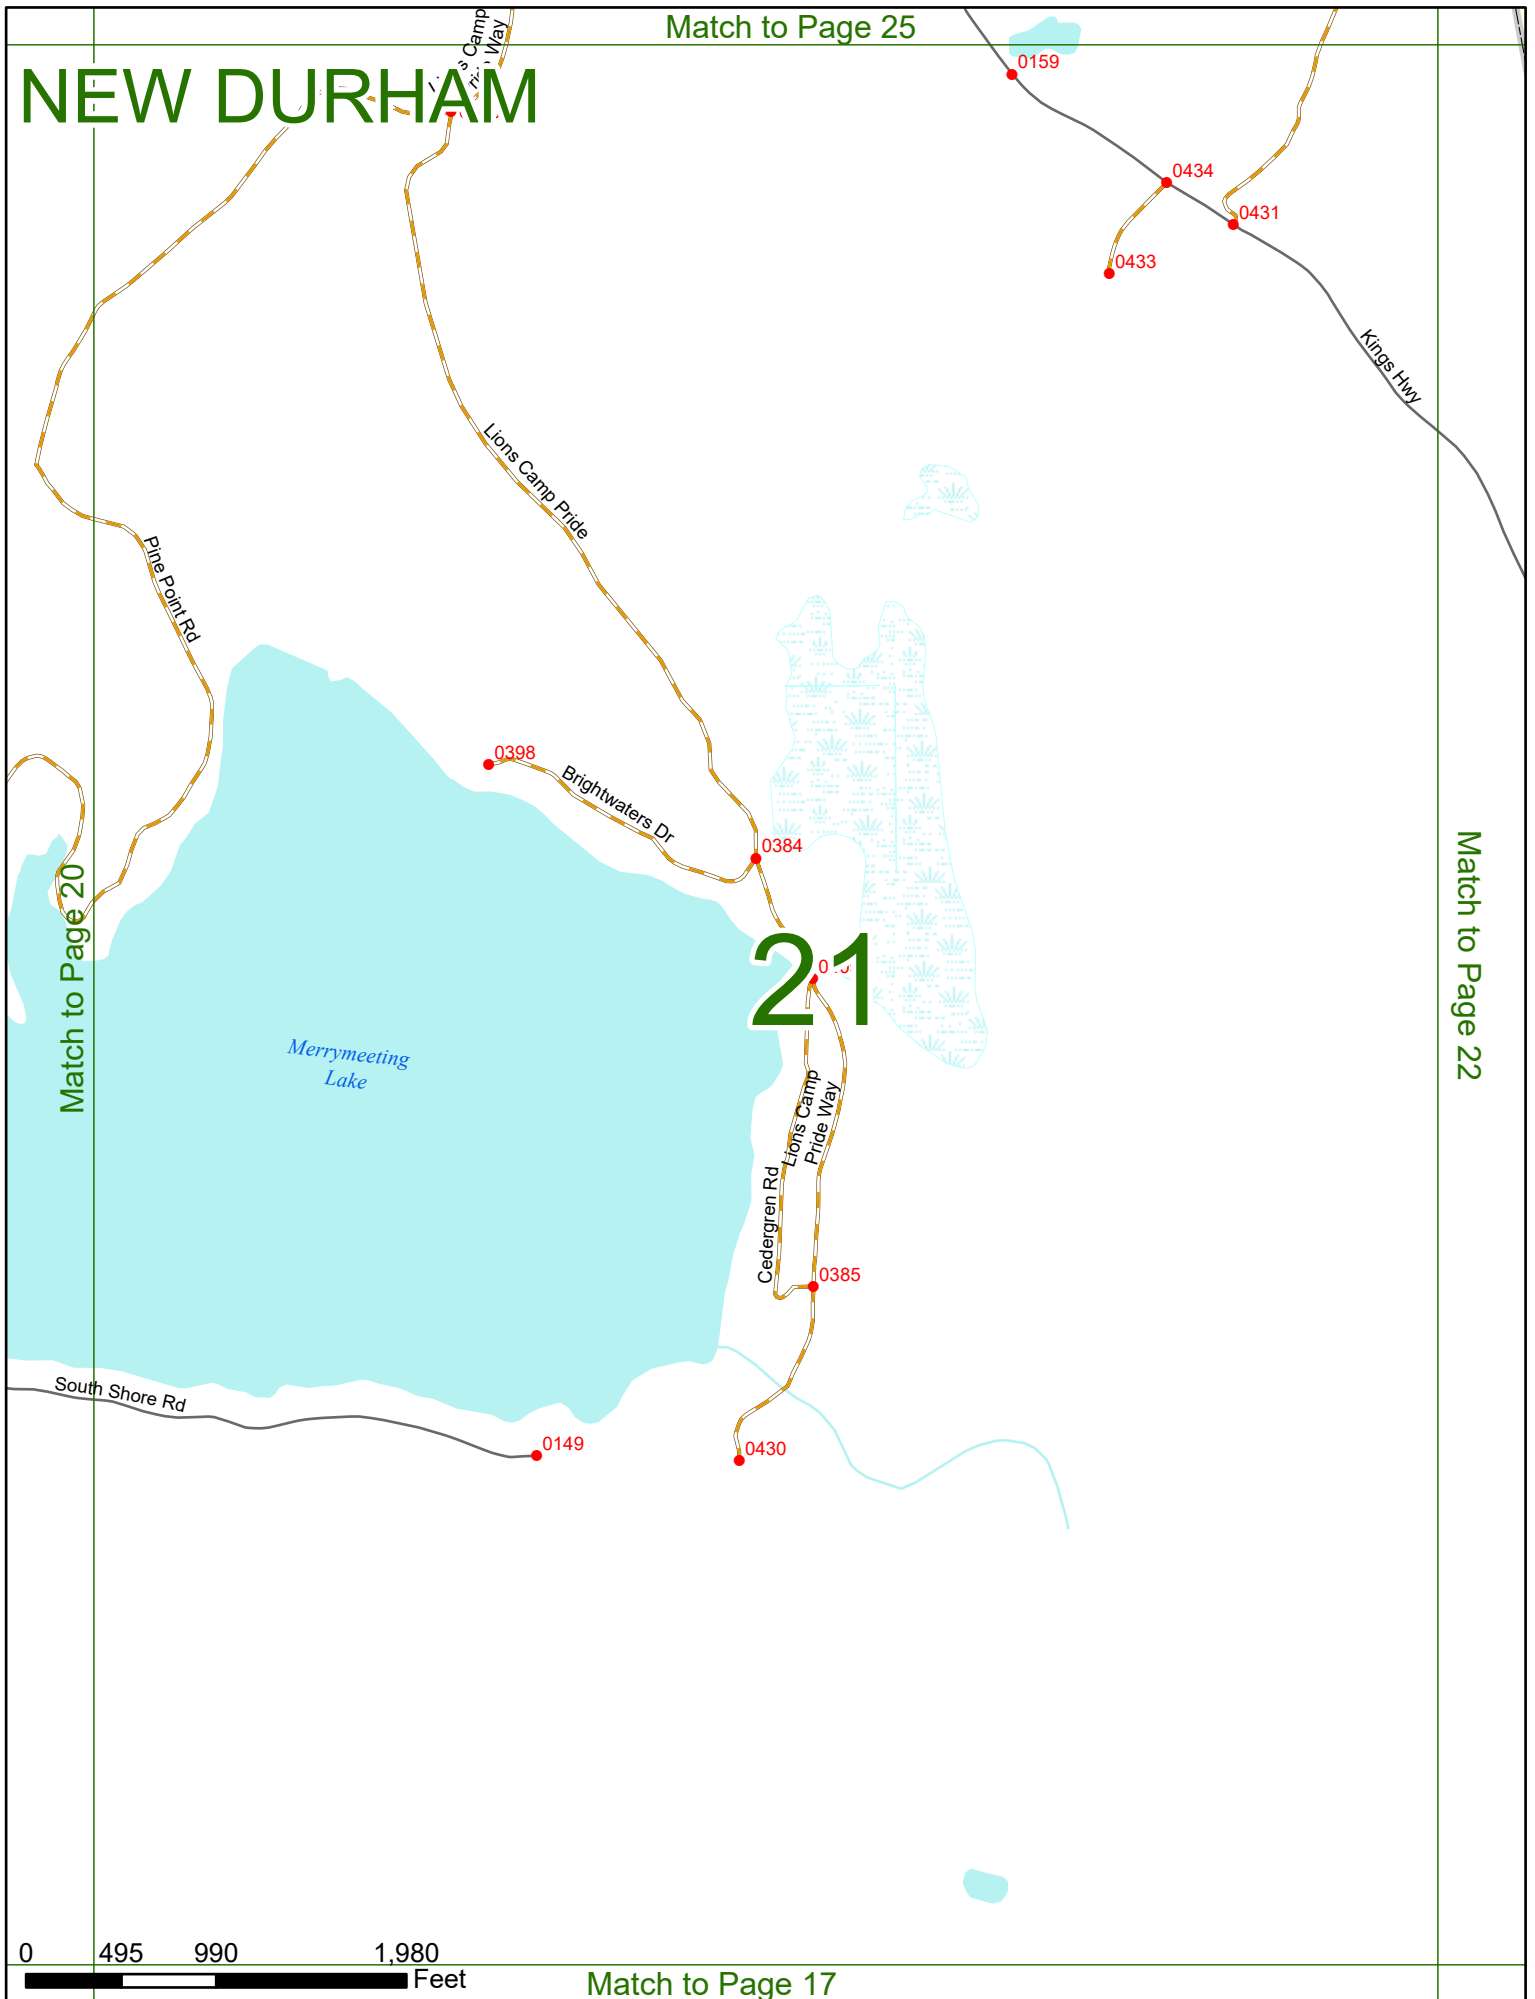 Match to Page 25
NEW DURHAM
Camp
Way
0159
0434
0431
0433
Kings Hwy
Lions Camp Pride
Pine Point Rd
0398
Brightwaters Dr
0384
Match to Page 20
Match to Page 22
21
Merrymeeting
Lake
Lions Camp
Pride Way
Cedergren Rd
0385
South Shore Rd
0149
0430
0 495 990 1,980
Feet
Match to Page 17